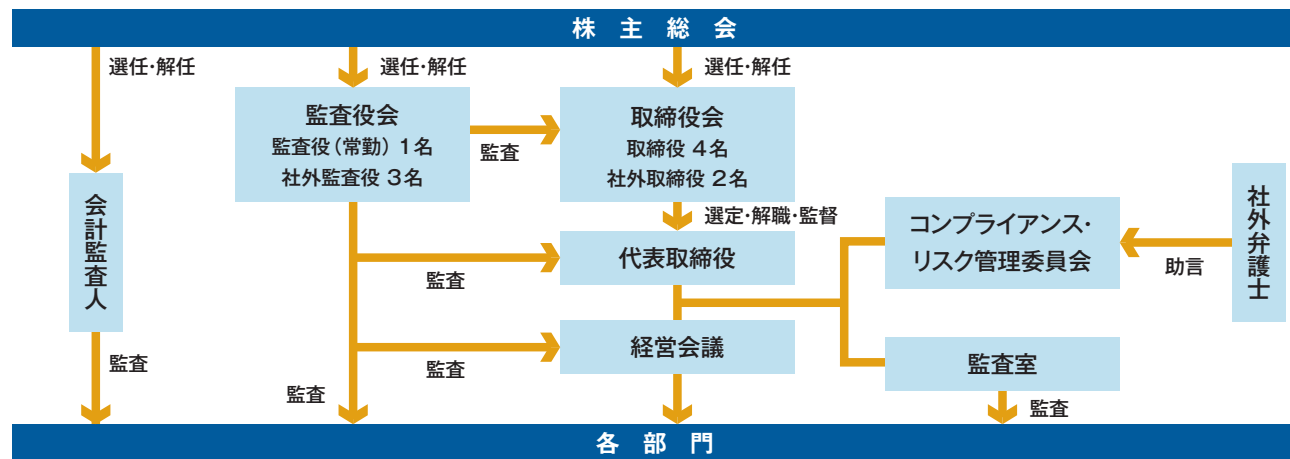 株主総会
選任・解任
選任・解任
選任・解任
監査役会
監査役(常勤) 1名
社外監査役 3名
監査
取締役会
取締役 4名
社外取締役 2名
会計監査人
選定・解職・監督
代表取締役
監査
コンプライアンス・
リスク管理委員会
助言
社外弁護士
経営会議
監査
監査室
監査
監査
監査
各部門